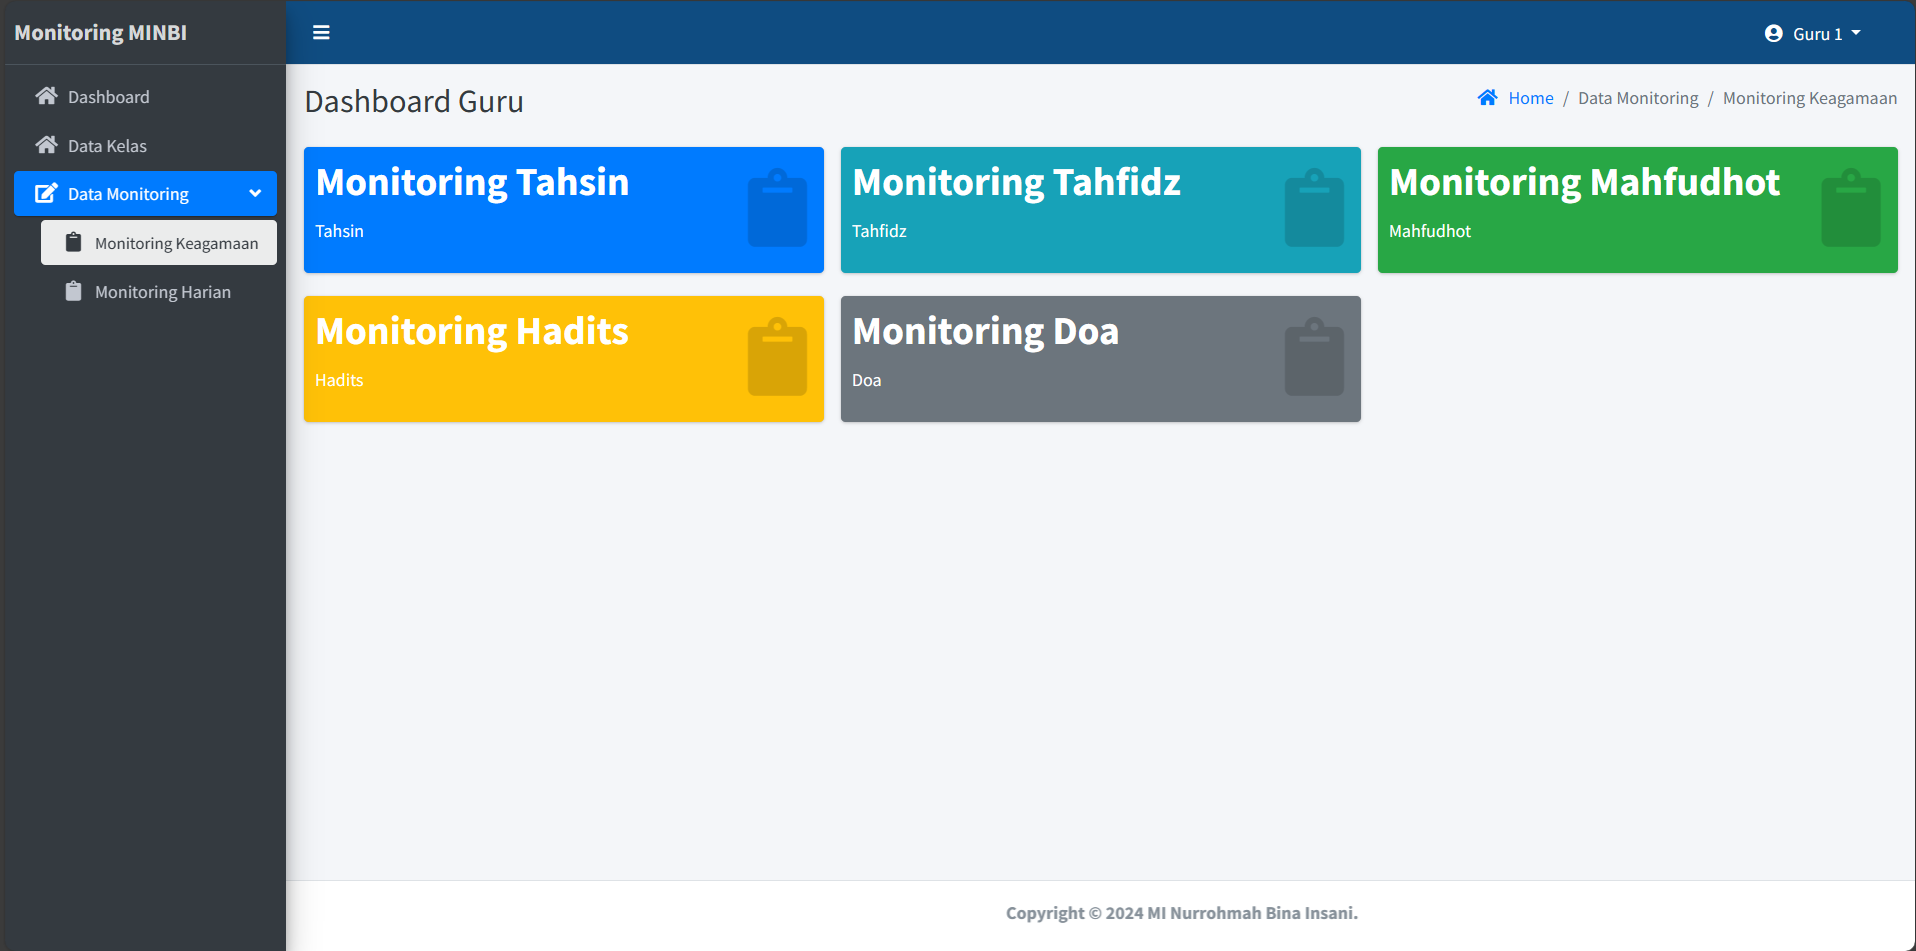 Monitoring MINBI
Guru 1
Dashboard
Data Kelas
Data Monitoring
Monitoring Keagamaan
Monitoring Harian
Dashboard Guru
Home / Data Monitoring / Monitoring Keagamaan
Monitoring Tahsin
Tahsin
Monitoring Tahfidz
Tahfidz
Monitoring Mahfudhot
Mahfudhot
Monitoring Hadits
Hadits
Monitoring Doa
Doa
Copyright © 2024 MI Nurrohmah Bina Insani.